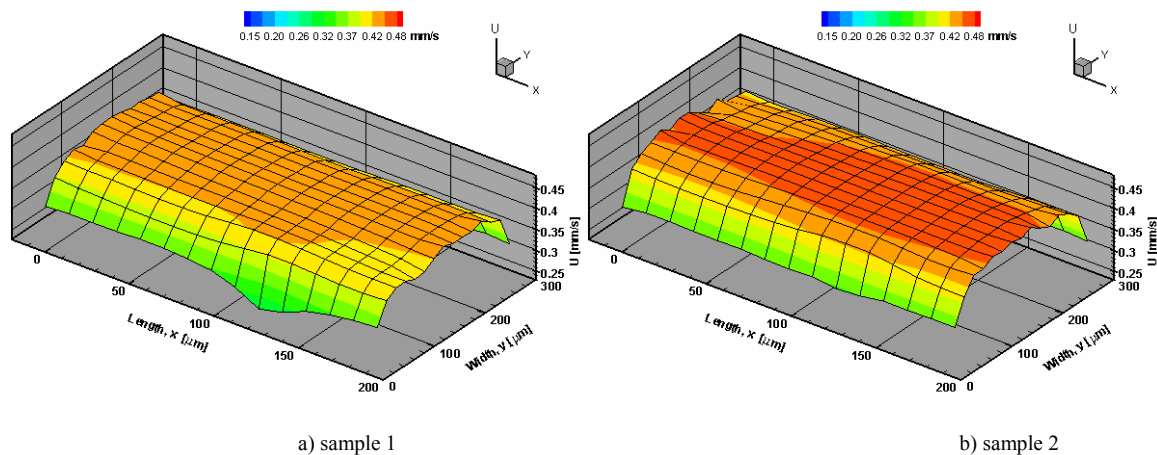 0.15 0.20 0.26 0.32 0.37 0.42 0.48 mm/s
U
Y
X
0.45
0.4
0.35
0.3
0.25
U [mm/s]
0
50
100
150
200
Length, x [μm]
0
100
200
300
Width, y [μm]
a) sample 1
0.15 0.20 0.26 0.32 0.37 0.42 0.48 mm/s
U
Y
X
0.45
0.4
0.35
0.3
0.25
U [mm/s]
0
50
100
150
200
Length, x [μm]
0
100
200
300
Width, y [μm]
b) sample 2